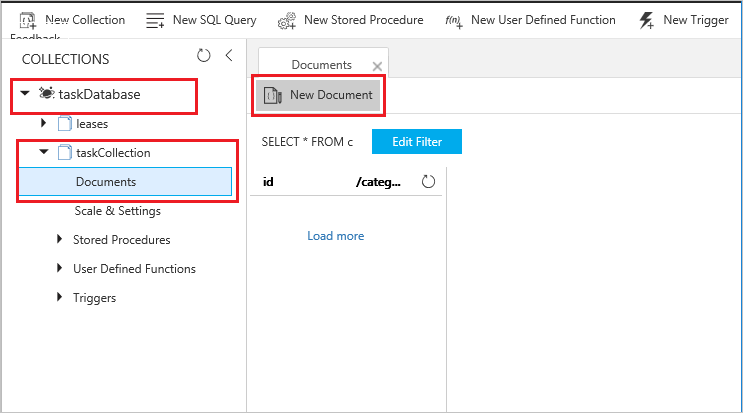 New Collection New SQL Query New Stored Procedure f(n) New User Defined Function New Trigger
Feedback
COLLECTIONS
Documents
taskDatabase
New Document
leases
SELECT * FROM c Edit Filter
taskCollection
Documents
id /categ...
Scale & Settings
Load more
Stored Procedures
User Defined Functions
Triggers